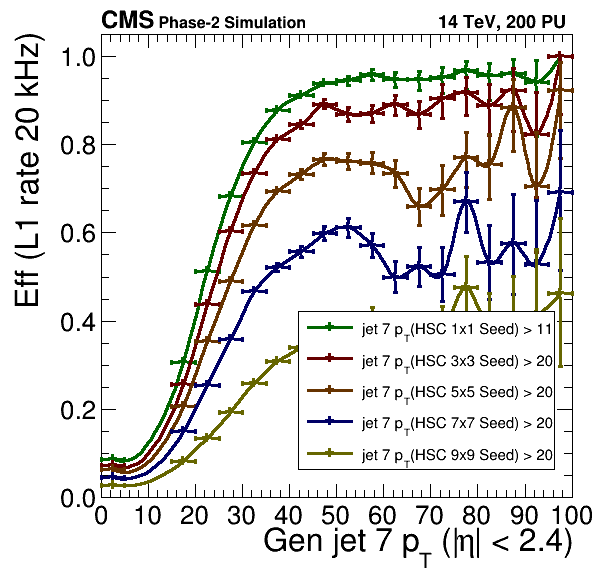 CMS Phase-2 Simulation 14 TeV, 200 PU
Eff (L1 rate 20 kHz)
1.0
0.8
0.6
0.4
0.2
0.0
jet 7 pT(HSC 1x1 Seed) > 11
jet 7 pT(HSC 3x3 Seed) > 20
jet 7 pT(HSC 5x5 Seed) > 20
jet 7 pT(HSC 7x7 Seed) > 20
jet 7 pT(HSC 9x9 Seed) > 20
0 10 20 30 40 50 60 70 80 90 100
Gen jet 7 pT (|η| < 2.4)